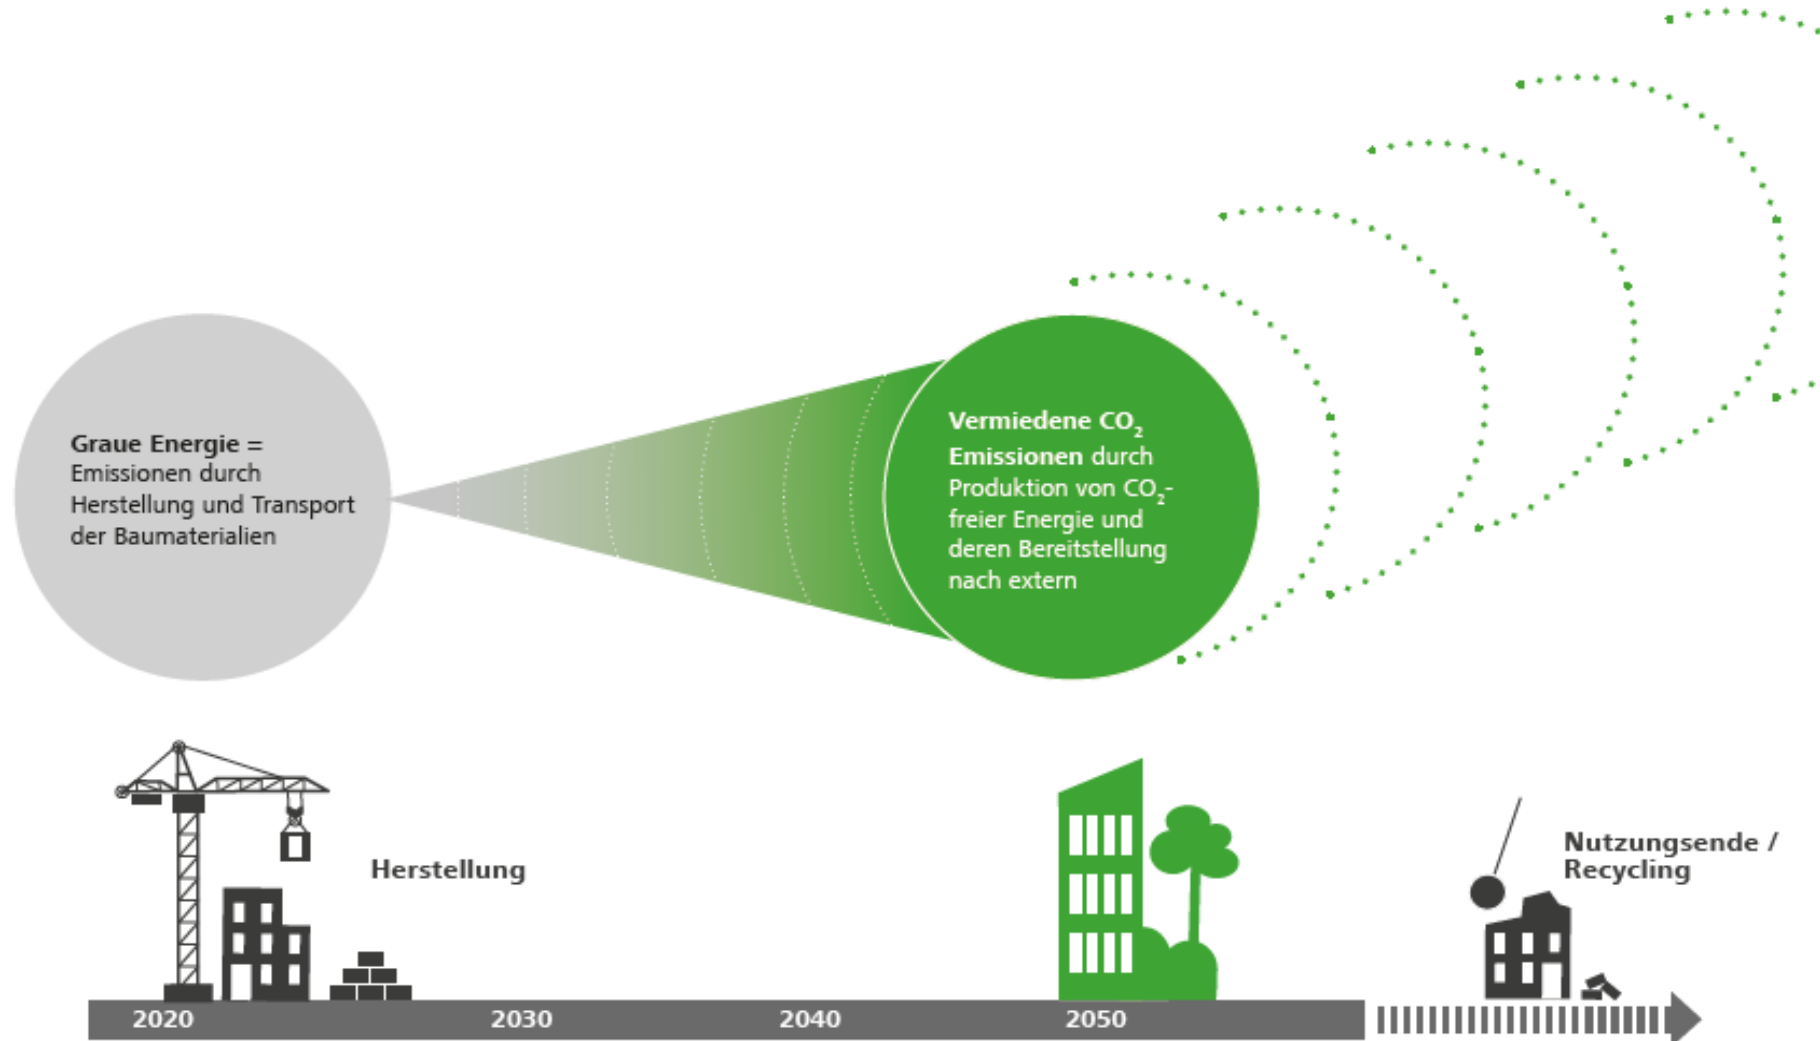 Graue Energie =
Emissionen durch
Herstellung und Transport
der Baumaterialien
Vermiedene CO₂
Emissionen durch
Produktion von CO₂-
freier Energie und
deren Bereitstellung
nach extern
Herstellung
Nutzungsende /
Recycling
2020
2030
2040
2050